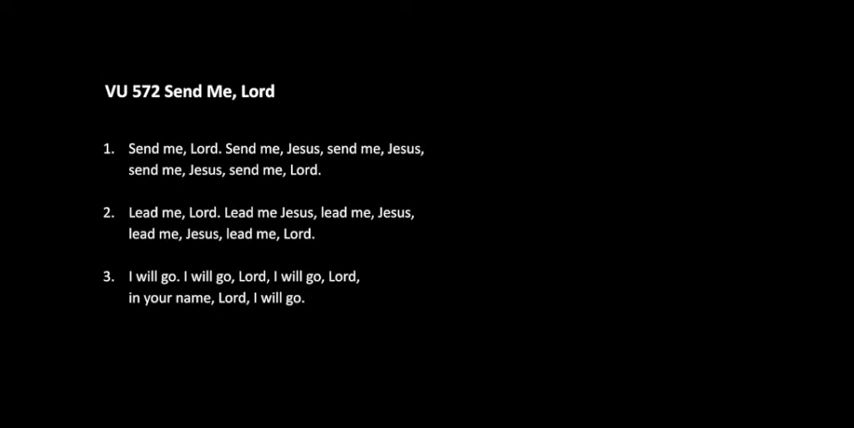 VU 572 Send Me, Lord
1. Send me, Lord. Send me, Jesus, send me, Jesus,
send me, Jesus, send me, Lord.
2. Lead me, Lord. Lead me Jesus, lead me, Jesus,
lead me, Jesus, lead me, Lord.
3. I will go. I will go, Lord, I will go, Lord,
in your name, Lord, I will go.